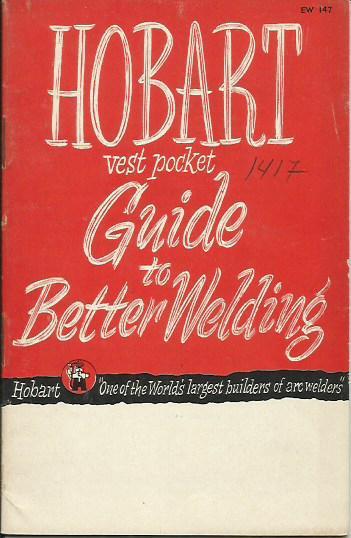 EW 147
HOBART
vest pocket
1417
Guide
to
Better Welding
Hobart "One of the World's largest builders of arc welders"